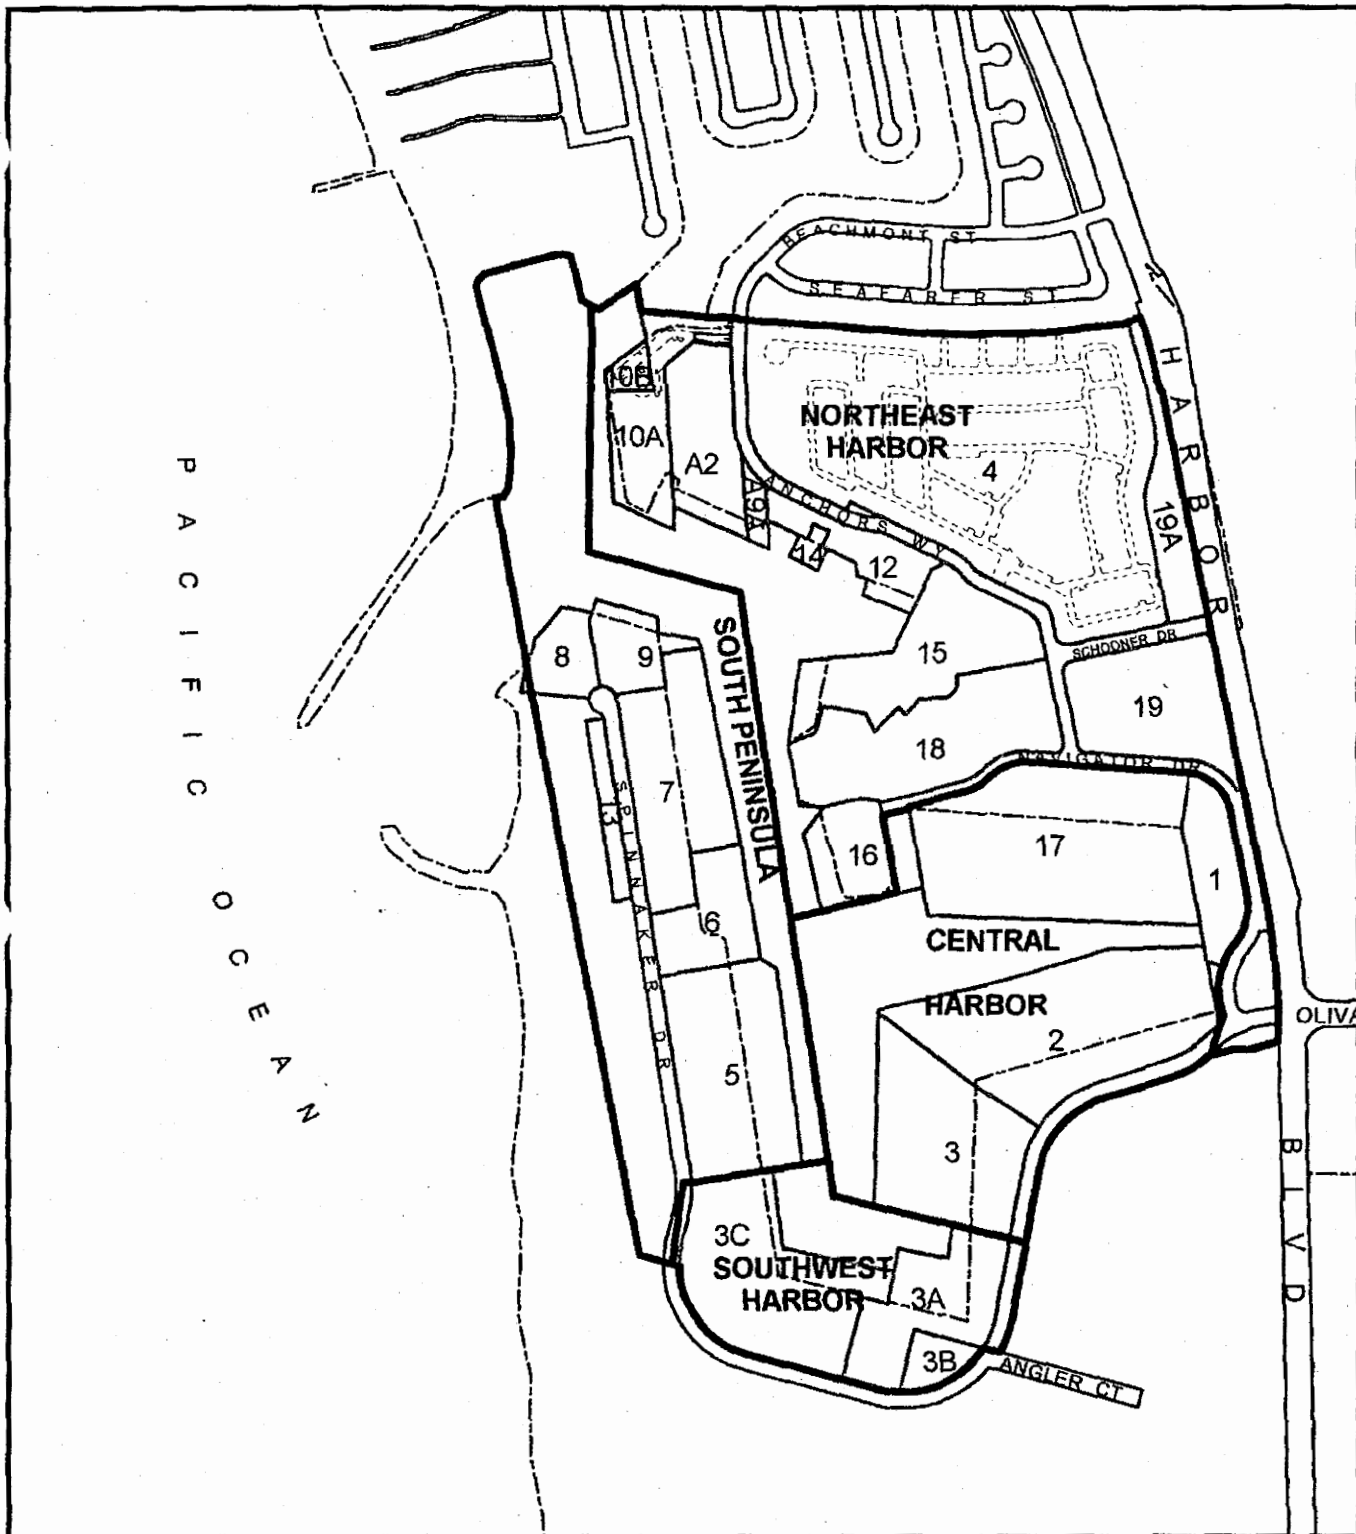 BEACHMONT ST
SEAFARER ST
HARBOR BLVD
PACIFIC OCEAN
10B
10A
A2
A9A
NORTHEAST
HARBOR
4
19A
ANCHORS WY
14
12
SCHOONER DR
15
19
18
NAVIGATOR DR
8
9
SOUTH PENINSULA
7
13
SPINNAKER DR
16
17
1
6
CENTRAL
HARBOR
2
OLIVA
5
3
3C
SOUTHWEST
HARBOR
3A
3B
ANGLER CT